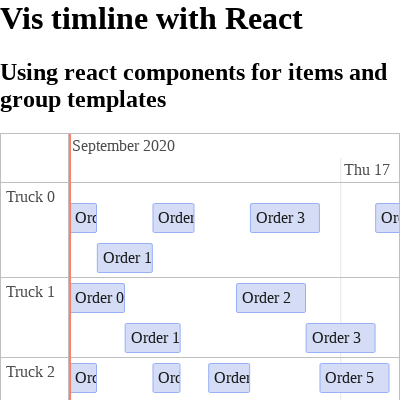 Vis timline with React
Using react components for items and
group templates
September 2020
Thu 17
Truck 0
Ord
Order
Order 3
Or
Order 1
Truck 1
Order 0
Order 2
Order 1
Order 3
Truck 2
Ord
Ord
Order
Order 5